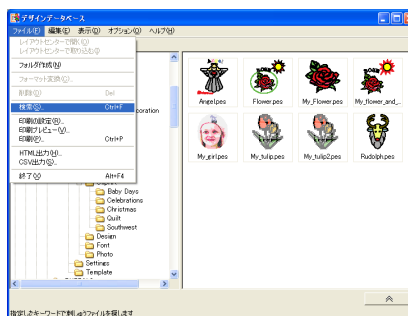 デザインデータベース
ファイル(F) 編集(E) 表示(D) オプション(O) ヘルプ(H)
レイアウトセンターで開く(O)
レイアウトセンターで取り込む(I)
フォルダ作成(N)
フォーマット変換(C)...
削除(D) Del
検索(S)... Ctrl+F
印刷の設定(R)...
印刷プレビュー(V)...
印刷(P)... Ctrl+P
HTML出力(H)...
CSV出力(S)...
終了(X) Alt+F4
oration
Baby Days
Celebrations
Christmas
Quilt
Southwest
Design
Font
Photo
Settings
Template
Angel.pes Flower.pes My_Flower.pes My_flower_and_...
My_girl.pes My_tulip.pes My_tulip2.pes Rudolph.pes
指定したキーワードで刺しゅうファイルを探します